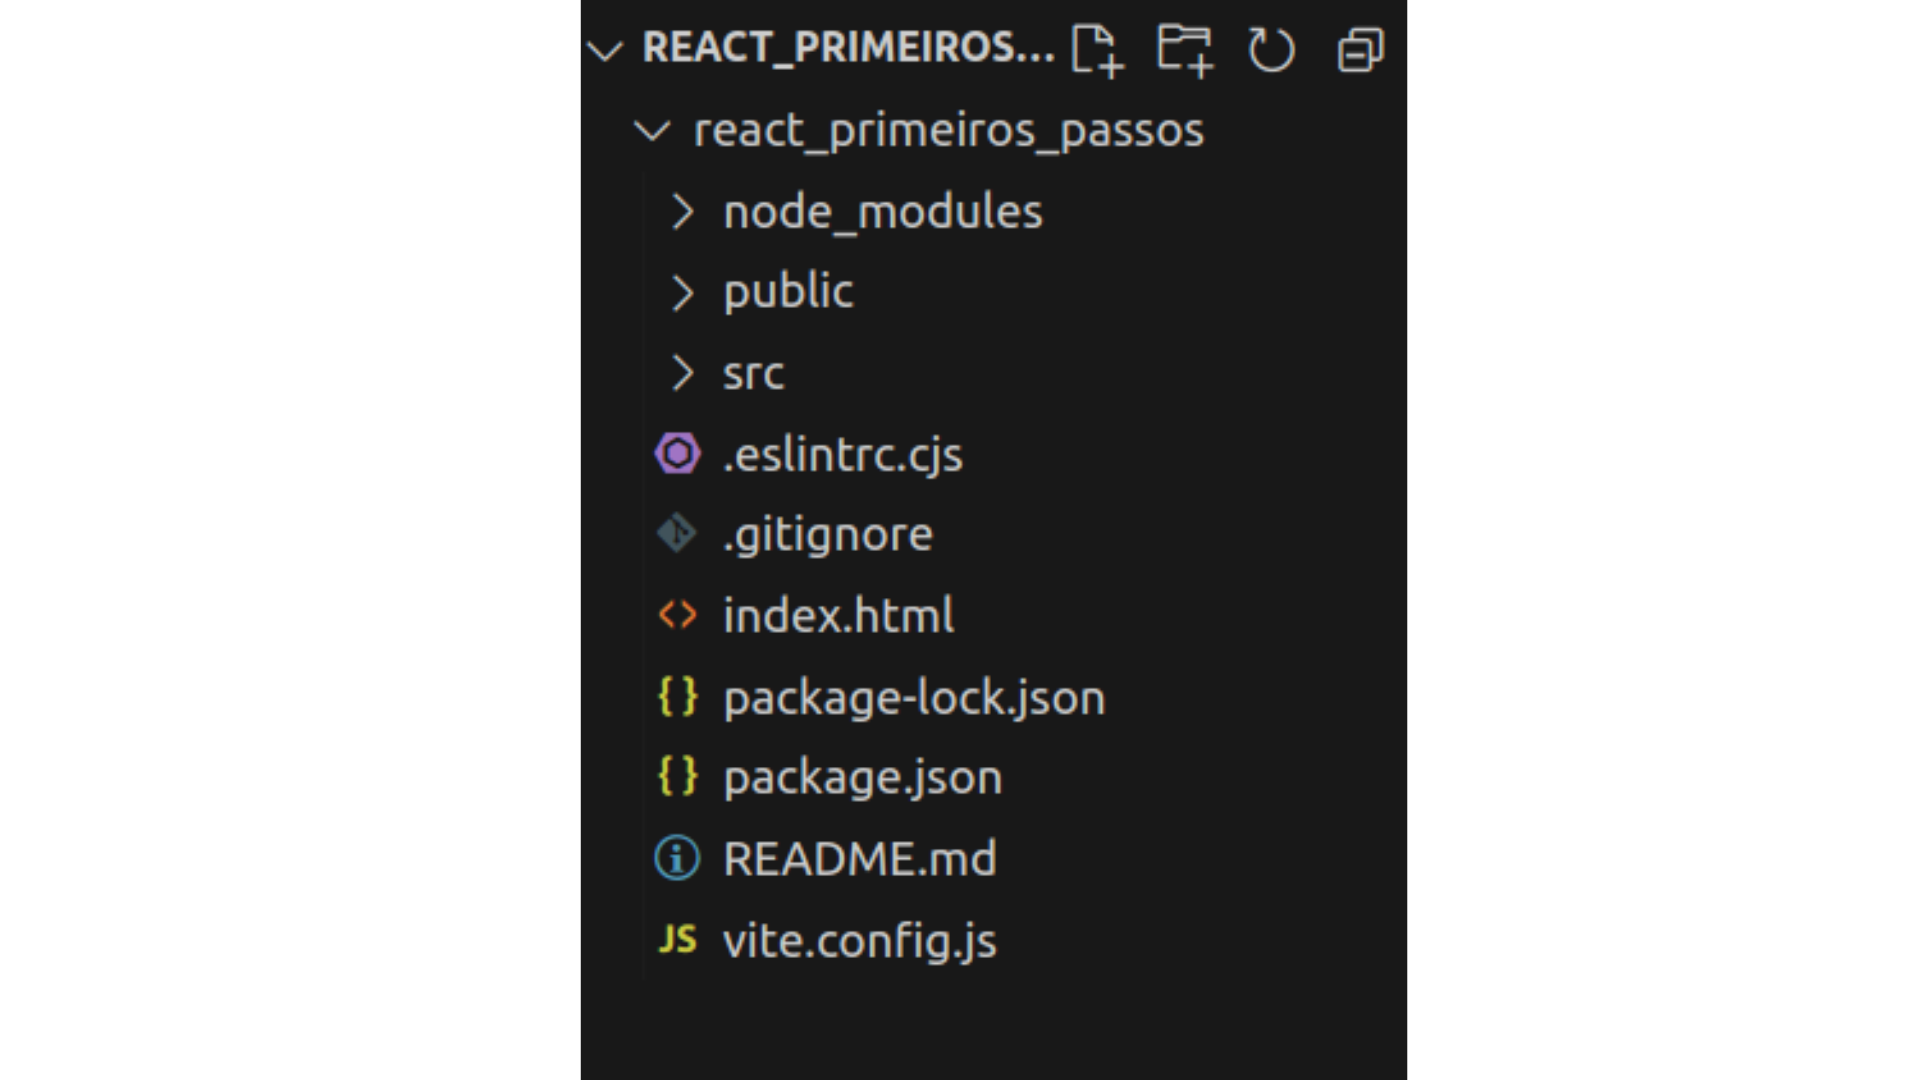 REACT_PRIMEIROS...
react_primeiros_passos
node_modules
public
src
.eslintrc.cjs
.gitignore
index.html
package-lock.json
package.json
README.md
JS vite.config.js